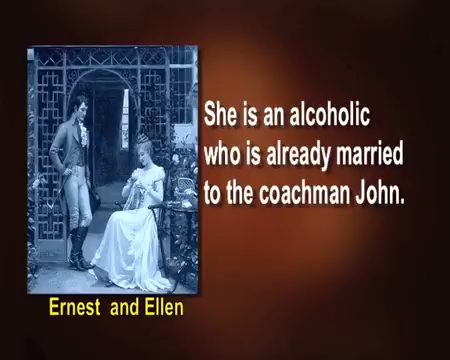 She is an alcoholic
who is already married
to the coachman John.
Ernest  and Ellen